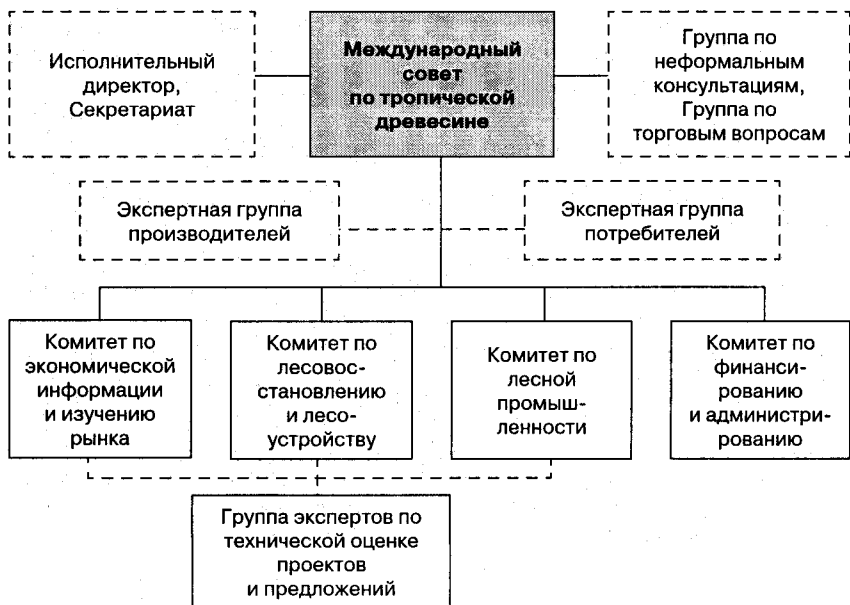 Исполнительный
директор,
Секретариат
Международный
совет
по тропической
древесине
Группа по
неформальным
консультациям,
Группа по
торговым вопросам
Экспертная группа
производителей
Экспертная группа
потребителей
Комитет по
экономической
информации
и изучению
рынка
Комитет по
лесовос-
становлению
и лесо-
устройству
Комитет по
лесной
промыш-
ленности
Комитет по
финанси-
рованию
и администри-
рованию
Группа экспертов по
технической оценке
проектов
и предложений